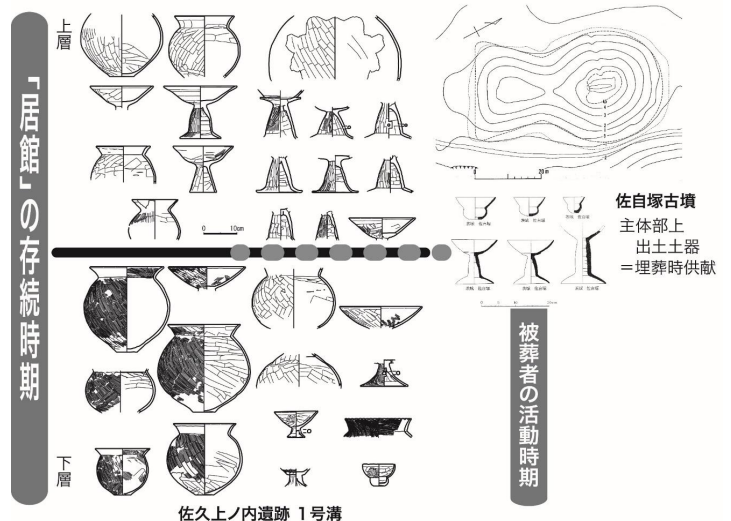 「居館」の存続時期
上層
下層
0 10cm
佐久上ノ内遺跡 1号溝
0 20m
佐自塚古墳
主体部上
出土土器
=埋葬時供献
被葬者の活動時期